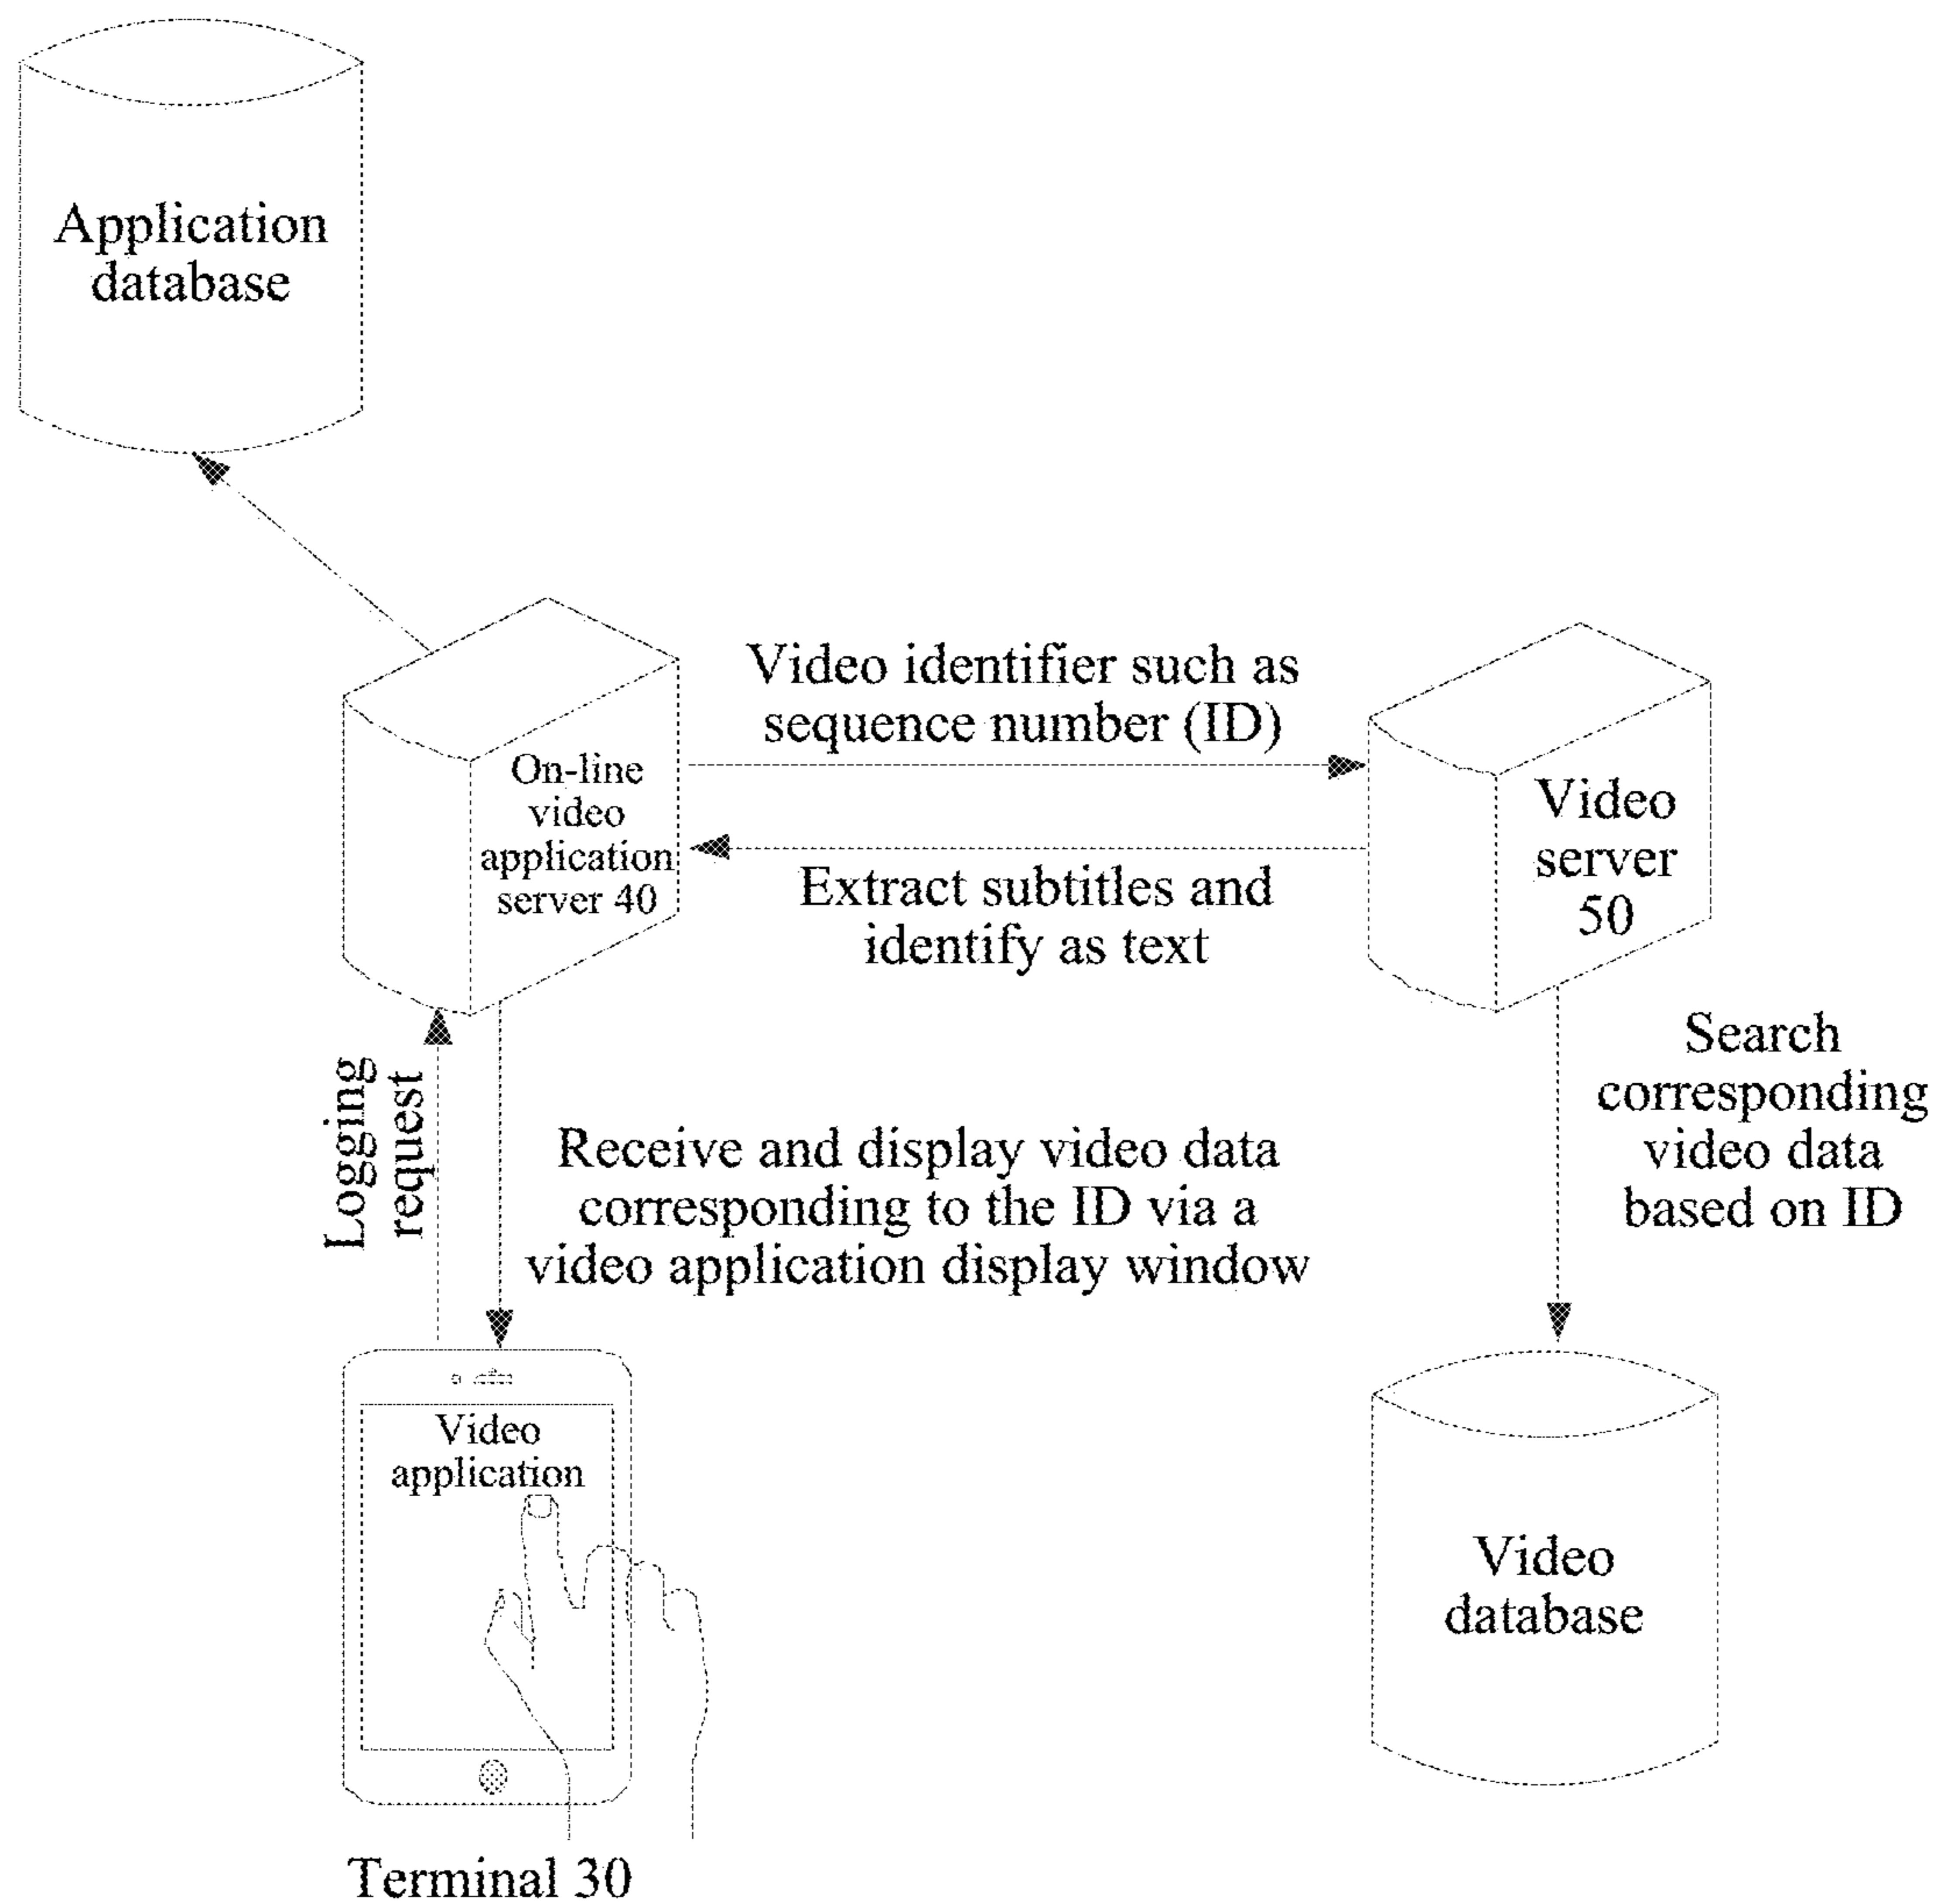 Application
database
Video identifier such as
sequence number (ID)
On-line
video
application
server 40
Video
server
50
Extract subtitles and
identify as text
Logging
request
Receive and display video data
corresponding to the ID via a
video application display window
Search
corresponding
video data
based on ID
Video
application
Video
database
Terminal 30